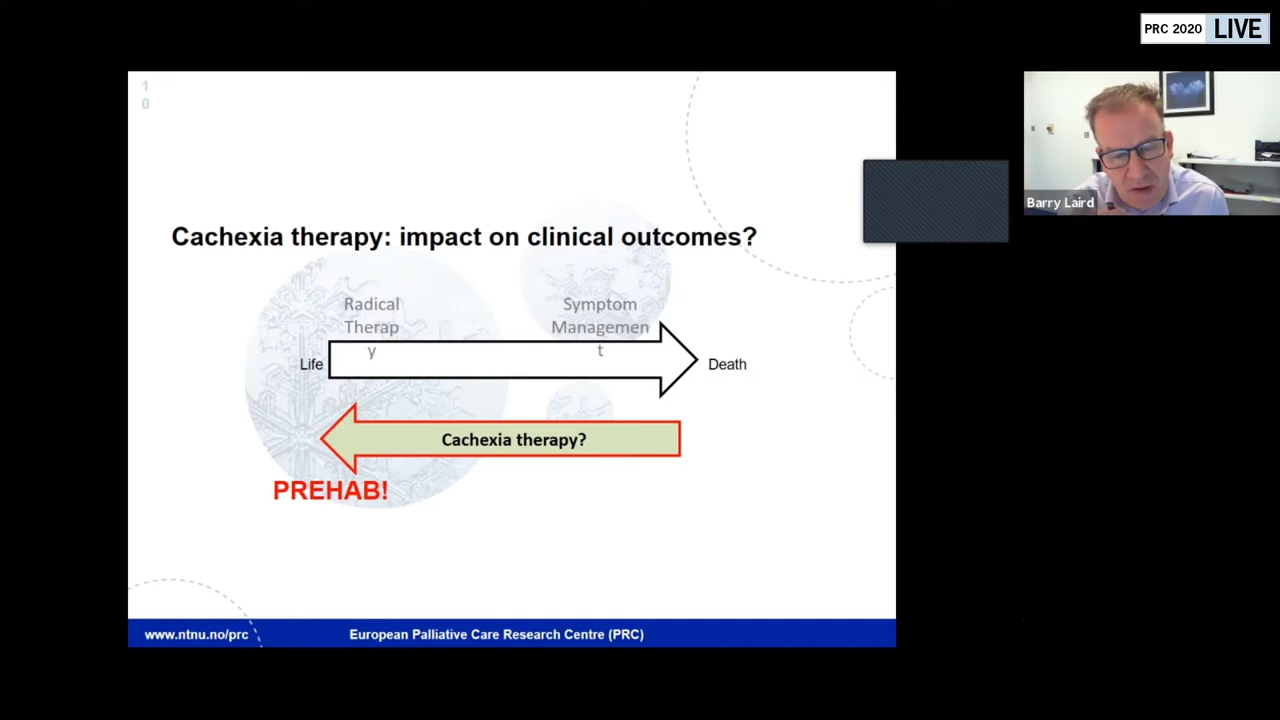 PRC 2020 LIVE
1
0
Barry Laird
Cachexia therapy: impact on clinical outcomes?
Radical
Therap
y
Symptom
Managemen
t
Life
Death
Cachexia therapy?
PREHAB!
www.ntnu.no/prc
European Palliative Care Research Centre (PRC)